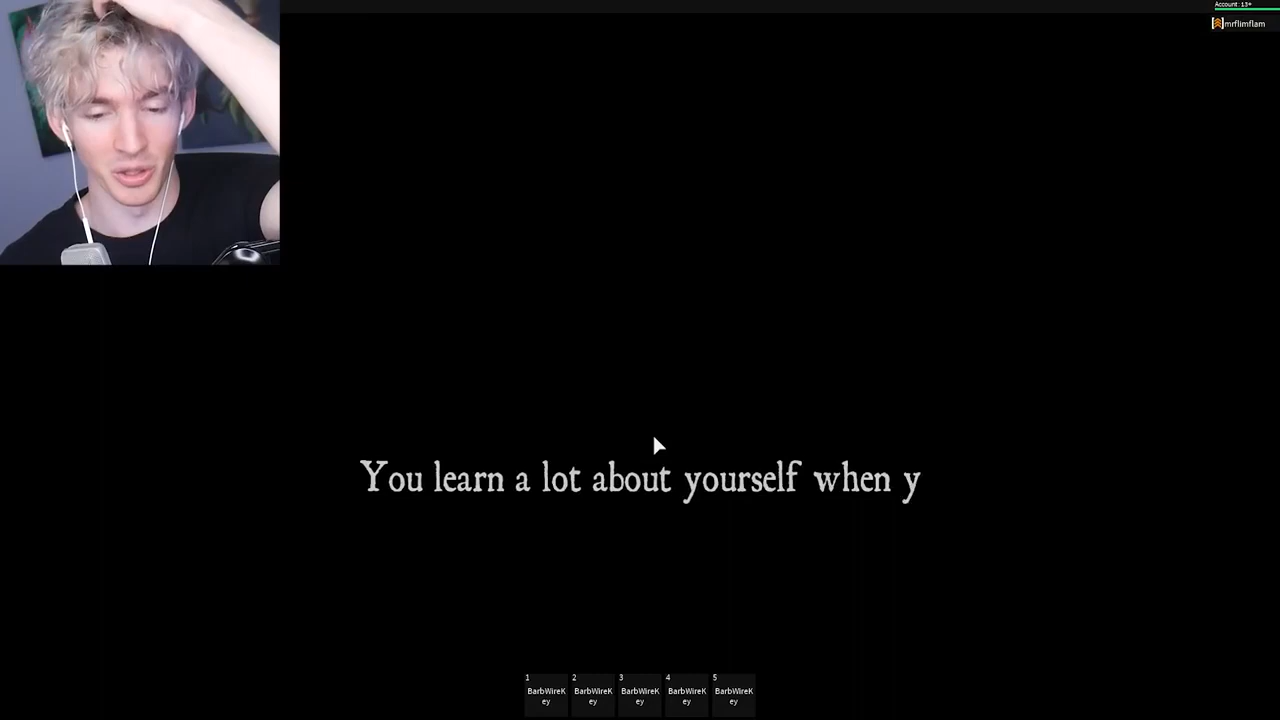 Account: 13+
mrflimflam
You learn a lot about yourself when y
1 2 3 4 5
BarbWireK BarbWireK BarbWireK BarbWireK BarbWireK
ey ey ey ey ey